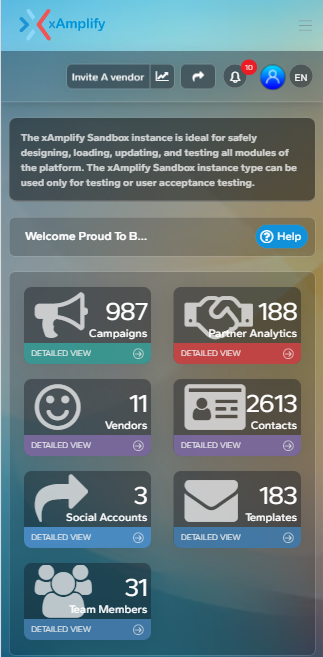 xAmplify
Invite A vendor
10
EN
The xAmplify Sandbox instance is ideal for safely
designing, loading, updating, and testing all modules of
the platform. The xAmplify Sandbox instance type can be
used only for testing or user acceptance testing.
Welcome Proud To B...
? Help
987
Campaigns
DETAILED VIEW
188
Partner Analytics
DETAILED VIEW
11
Vendors
DETAILED VIEW
2613
Contacts
DETAILED VIEW
3
Social Accounts
DETAILED VIEW
183
Templates
DETAILED VIEW
31
Team Members
DETAILED VIEW